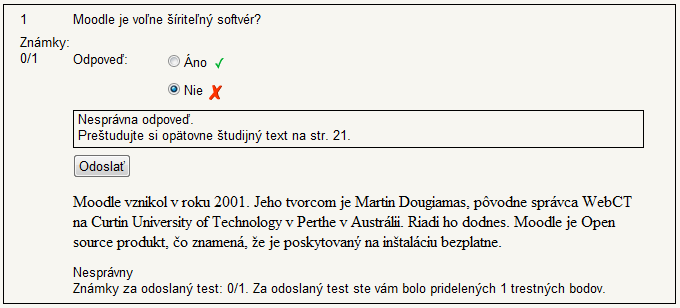 1 Moodle je voľne šíriteľný softvér?
Známky:
0/1
Odpoveď: Áno ✓
Nie ✗
Nesprávna odpoveď.
Preštudujte si opätovne študijný text na str. 21.
Odoslať
Moodle vznikol v roku 2001. Jeho tvorcom je Martin Dougiamas, pôvodne správca WebCT
na Curtin University of Technology v Perthe v Austrálii. Riadi ho dodnes. Moodle je Open
source produkt, čo znamená, že je poskytovaný na inštaláciu bezplatne.
Nesprávny
Známky za odoslaný test: 0/1. Za odoslaný test ste vám bolo pridelených 1 trestných bodov.